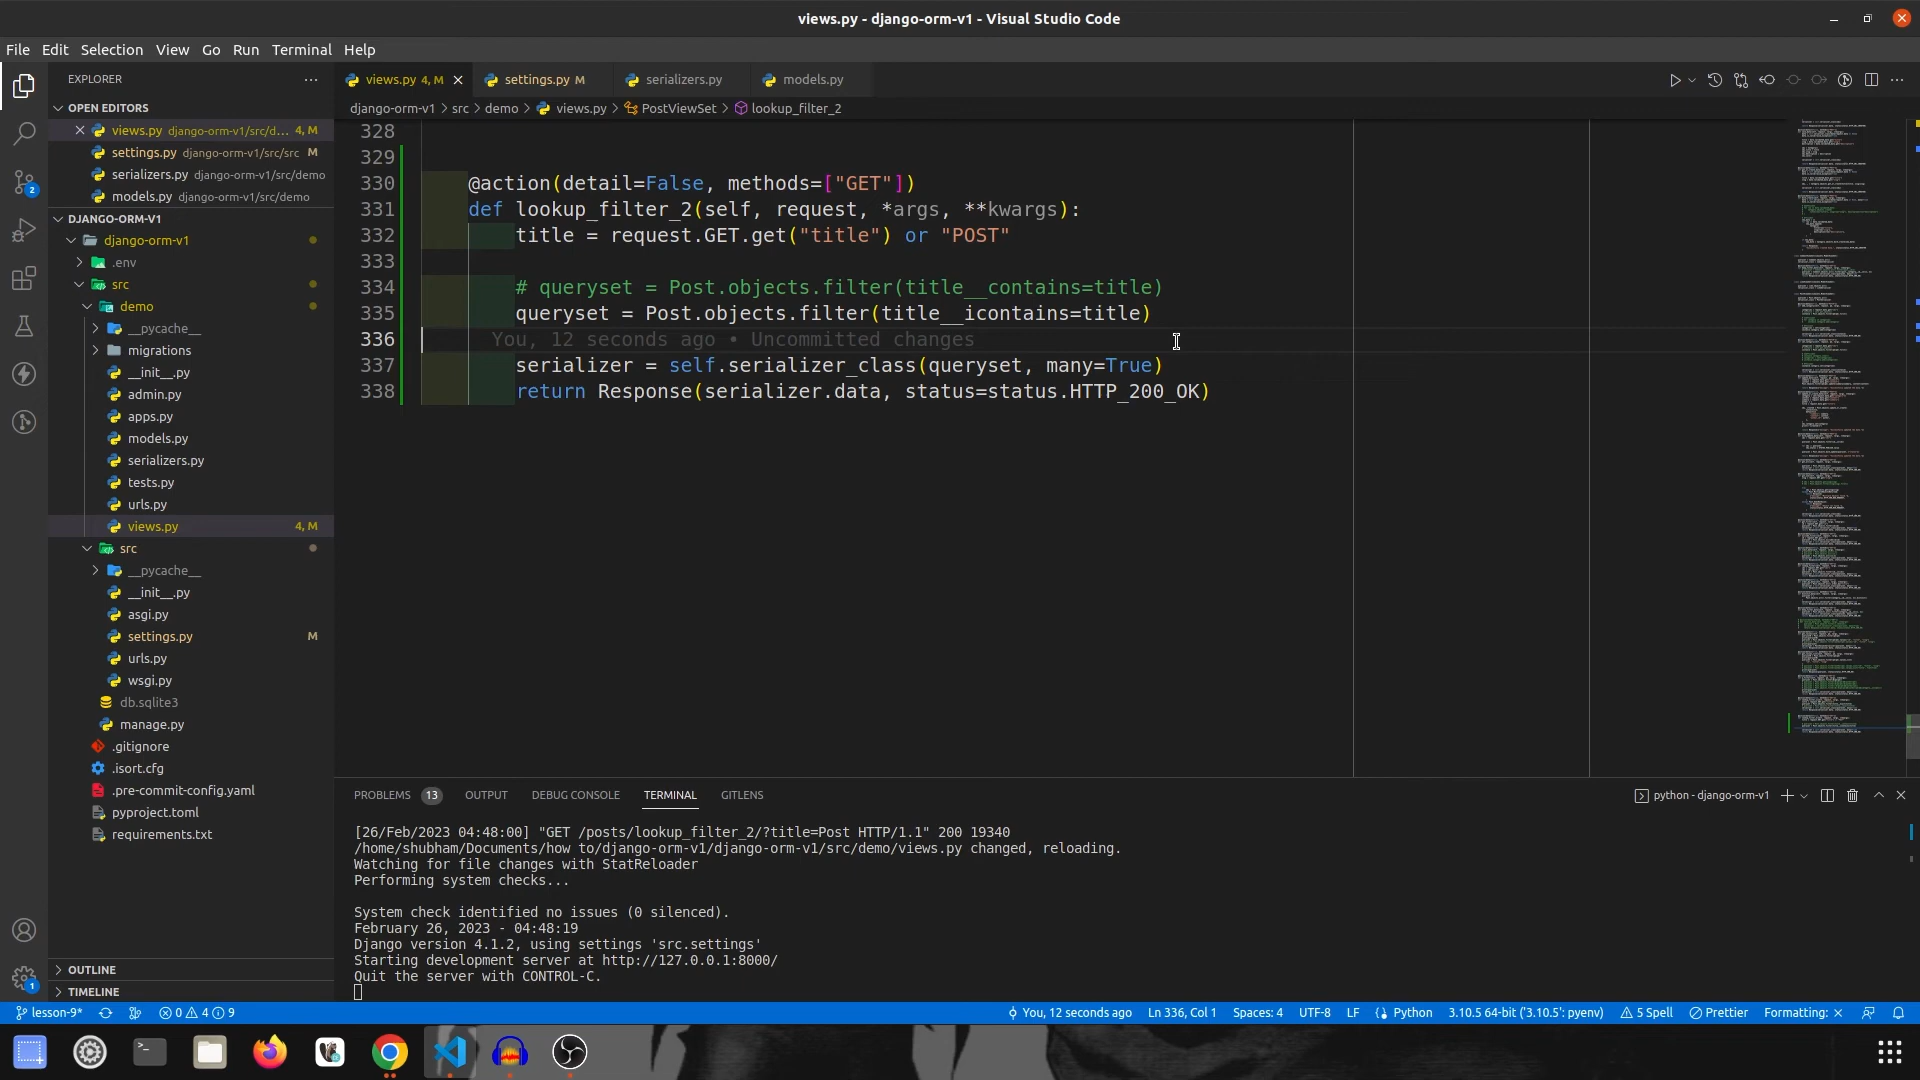 views.py - django-orm-v1 - Visual Studio Code
File Edit Selection View Go Run Terminal Help
EXPLORER
OPEN EDITORS
views.py django-orm-v1/src/d... 4, M
settings.py django-orm-v1/src/src M
serializers.py django-orm-v1/src/demo
models.py django-orm-v1/src/demo
DJANGO-ORM-V1
django-orm-v1
.env
src
demo
__pycache__
migrations
__init__.py
admin.py
apps.py
models.py
serializers.py
tests.py
urls.py
views.py 4, M
src
__pycache__
__init__.py
asgi.py
settings.py M
urls.py
wsgi.py
db.sqlite3
manage.py
.gitignore
.isort.cfg
.pre-commit-config.yaml
pyproject.toml
requirements.txt
OUTLINE
TIMELINE
2
1
views.py 4, M settings.py M serializers.py models.py
django-orm-v1 > src > demo > views.py > PostViewSet > lookup_filter_2
328
329
330 @action(detail=False, methods=["GET"])
331 def lookup_filter_2(self, request, *args, **kwargs):
332 title = request.GET.get("title") or "POST"
333
334 # queryset = Post.objects.filter(title__contains=title)
335 queryset = Post.objects.filter(title__icontains=title)
336 You, 12 seconds ago • Uncommitted changes
337 serializer = self.serializer_class(queryset, many=True)
338 return Response(serializer.data, status=status.HTTP_200_OK)
PROBLEMS 13 OUTPUT DEBUG CONSOLE TERMINAL GITLENS
python - django-orm-v1
[26/Feb/2023 04:48:00] "GET /posts/lookup_filter_2/?title=Post HTTP/1.1" 200 19340
/home/shubham/Documents/how to/django-orm-v1/django-orm-v1/src/demo/views.py changed, reloading.
Watching for file changes with StatReloader
Performing system checks...
System check identified no issues (0 silenced).
February 26, 2023 - 04:48:19
Django version 4.1.2, using settings 'src.settings'
Starting development server at http://127.0.0.1:8000/
Quit the server with CONTROL-C.
lesson-9* 0 4 9 You, 12 seconds ago Ln 336, Col 1 Spaces: 4 UTF-8 LF Python 3.10.5 64-bit ('3.10.5': pyenv) 5 Spell Prettier Formatting: ×